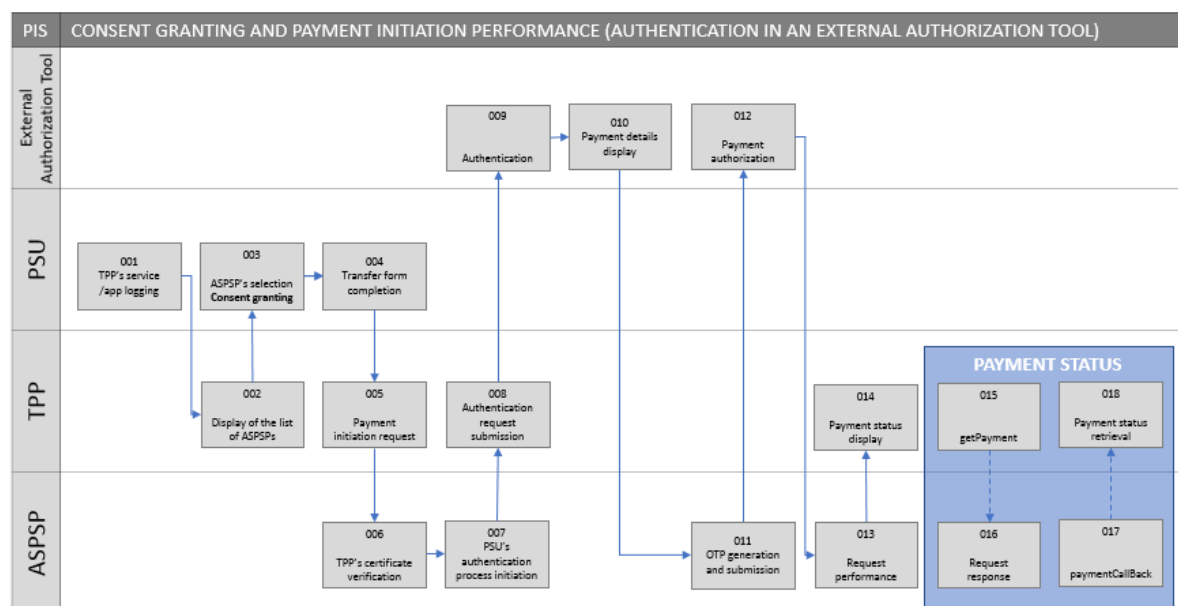 PIS
CONSENT GRANTING AND PAYMENT INITIATION PERFORMANCE (AUTHENTICATION IN AN EXTERNAL AUTHORIZATION TOOL)
External
Authorization Tool
009
Authentication
010
Payment details
display
012
Payment
authorization
PSU
001
TPP's service
/app logging
003
ASPSP's selection
Consent granting
004
Transfer form
completion
TPP
002
Display of the list
of ASPSPs
005
Payment
initiation request
008
Authentication
request
submission
014
Payment status
display
PAYMENT STATUS
015
getPayment
018
Payment status
retrieval
ASPSP
006
TPP's certificate
verification
007
PSU's
authentication
process initiation
011
OTP generation
and submission
013
Request
performance
016
Request
response
017
paymentCallBack